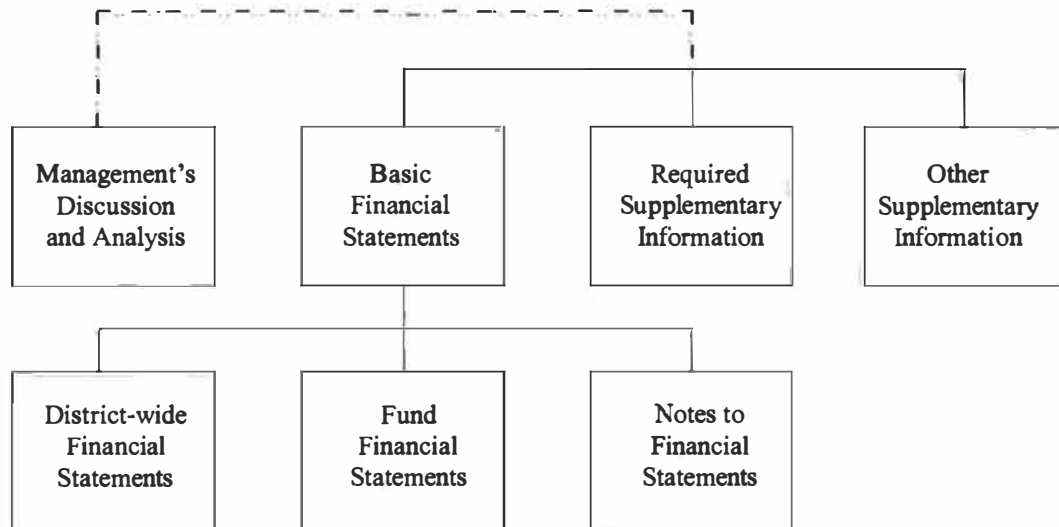 Management's
Discussion
and Analysis
Basic
Financial
Statements
Required
Supplementary
Information
Other
Supplementary
Information
District-wide
Financial
Statements
Fund
Financial
Statements
Notes to
Financial
Statements